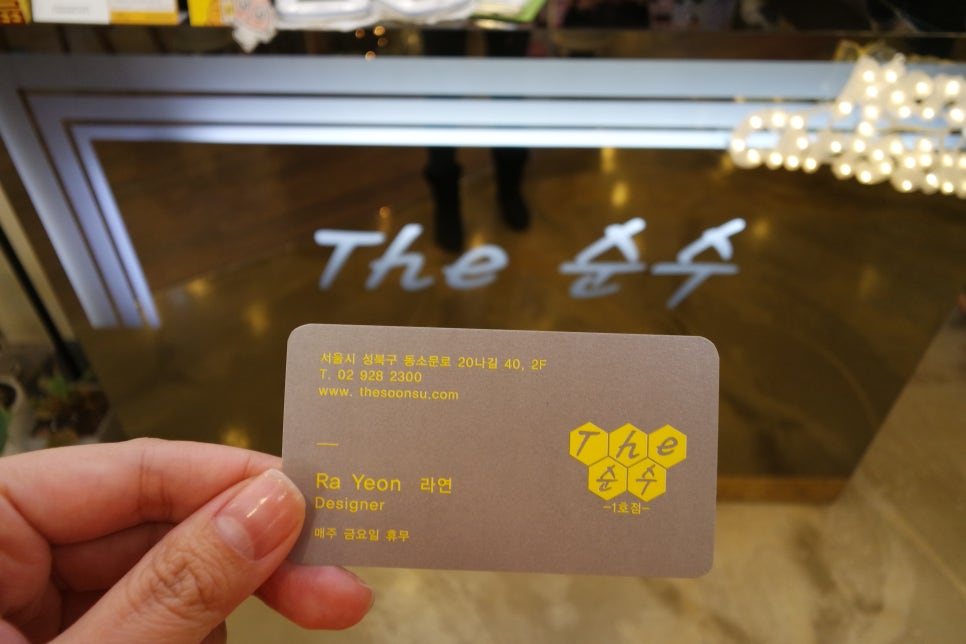 The 순수
서울시 성북구 동소문로 20나길 40, 2F
T. 02 928 2300
www. thesoonsu.com
Ra Yeon 라연
Designer
매주 금요일 휴무
The
순수
-1호점-